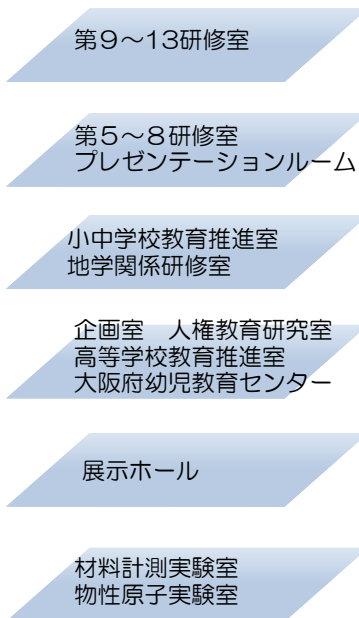 第９～13研修室
第５～８研修室
プレゼンテーションルーム
小中学校教育推進室
地学関係研修室
企画室　人権教育研究室
高等学校教育推進室
大阪府幼児教育センター
展示ホール
材料計測実験室
物性原子実験室